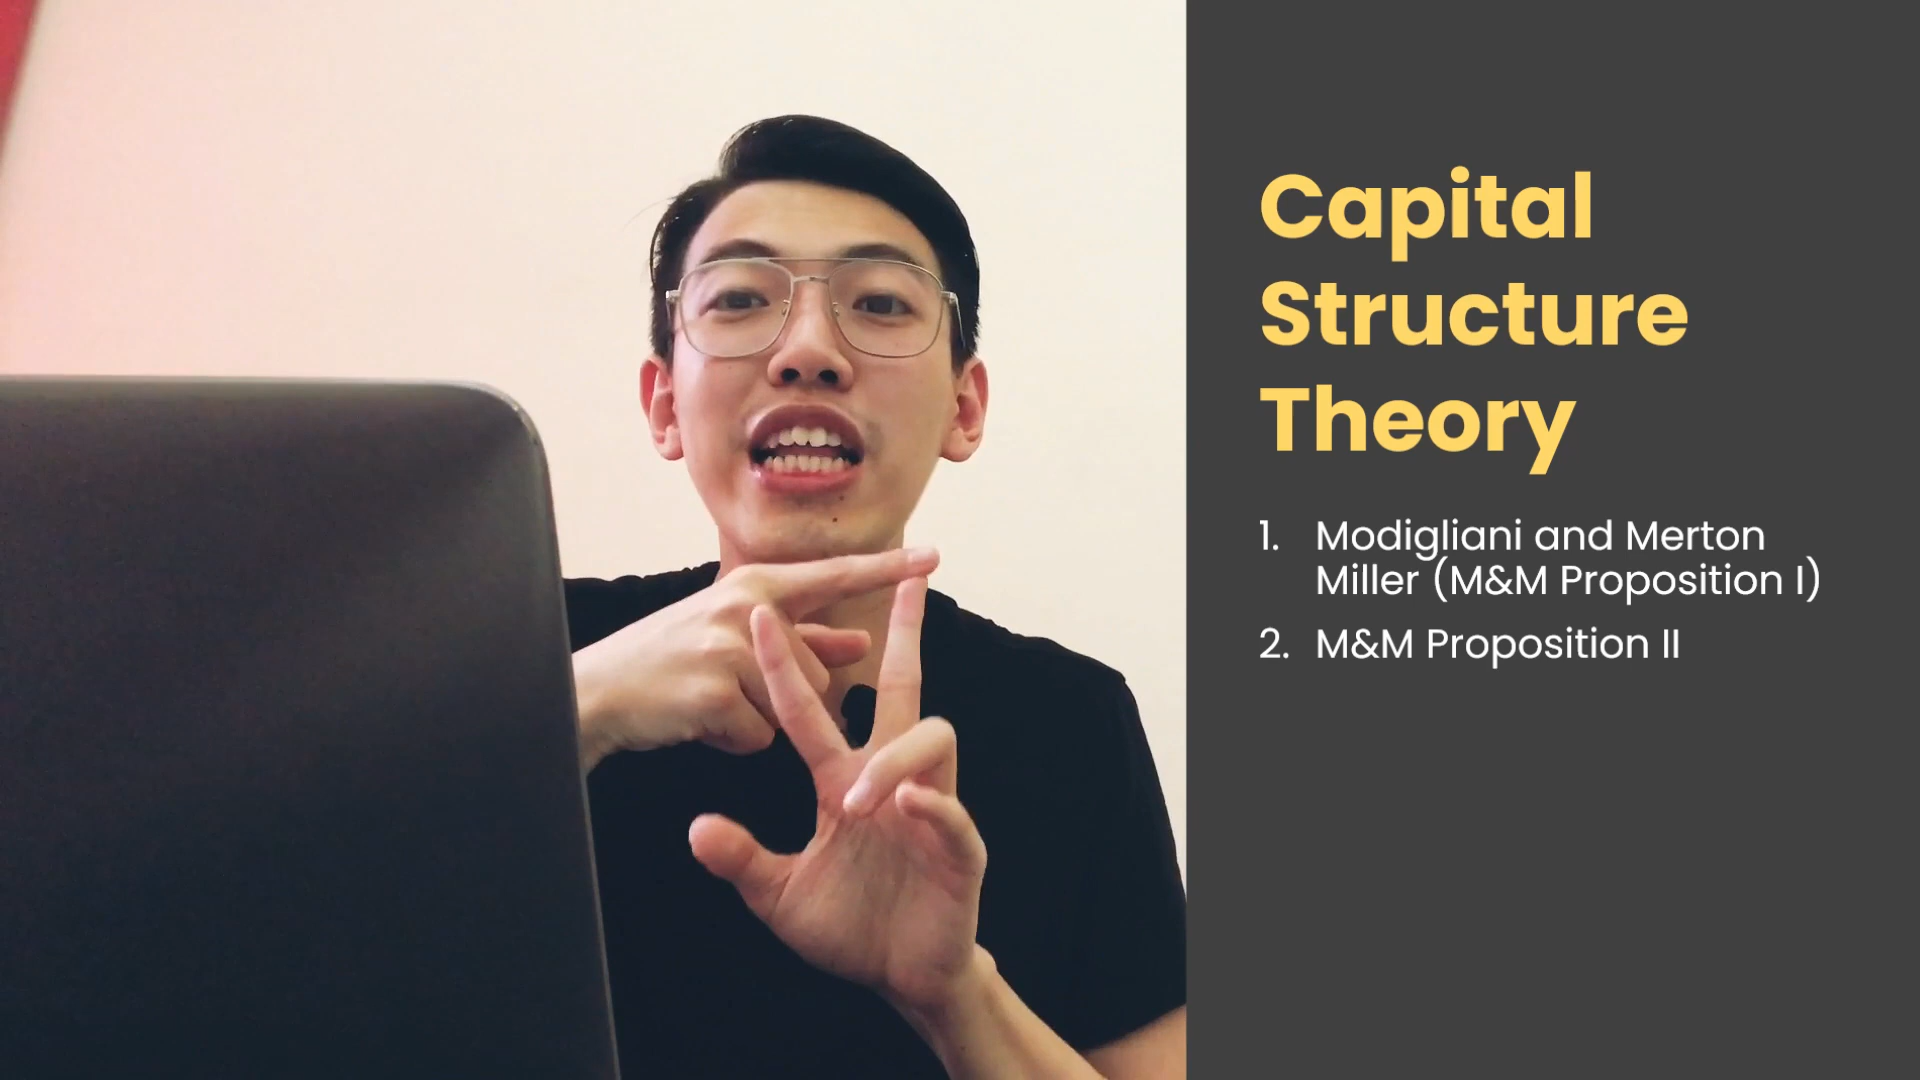 Capital
Structure
Theory
1. Modigliani and Merton
Miller (M&M Proposition I)
2. M&M Proposition II